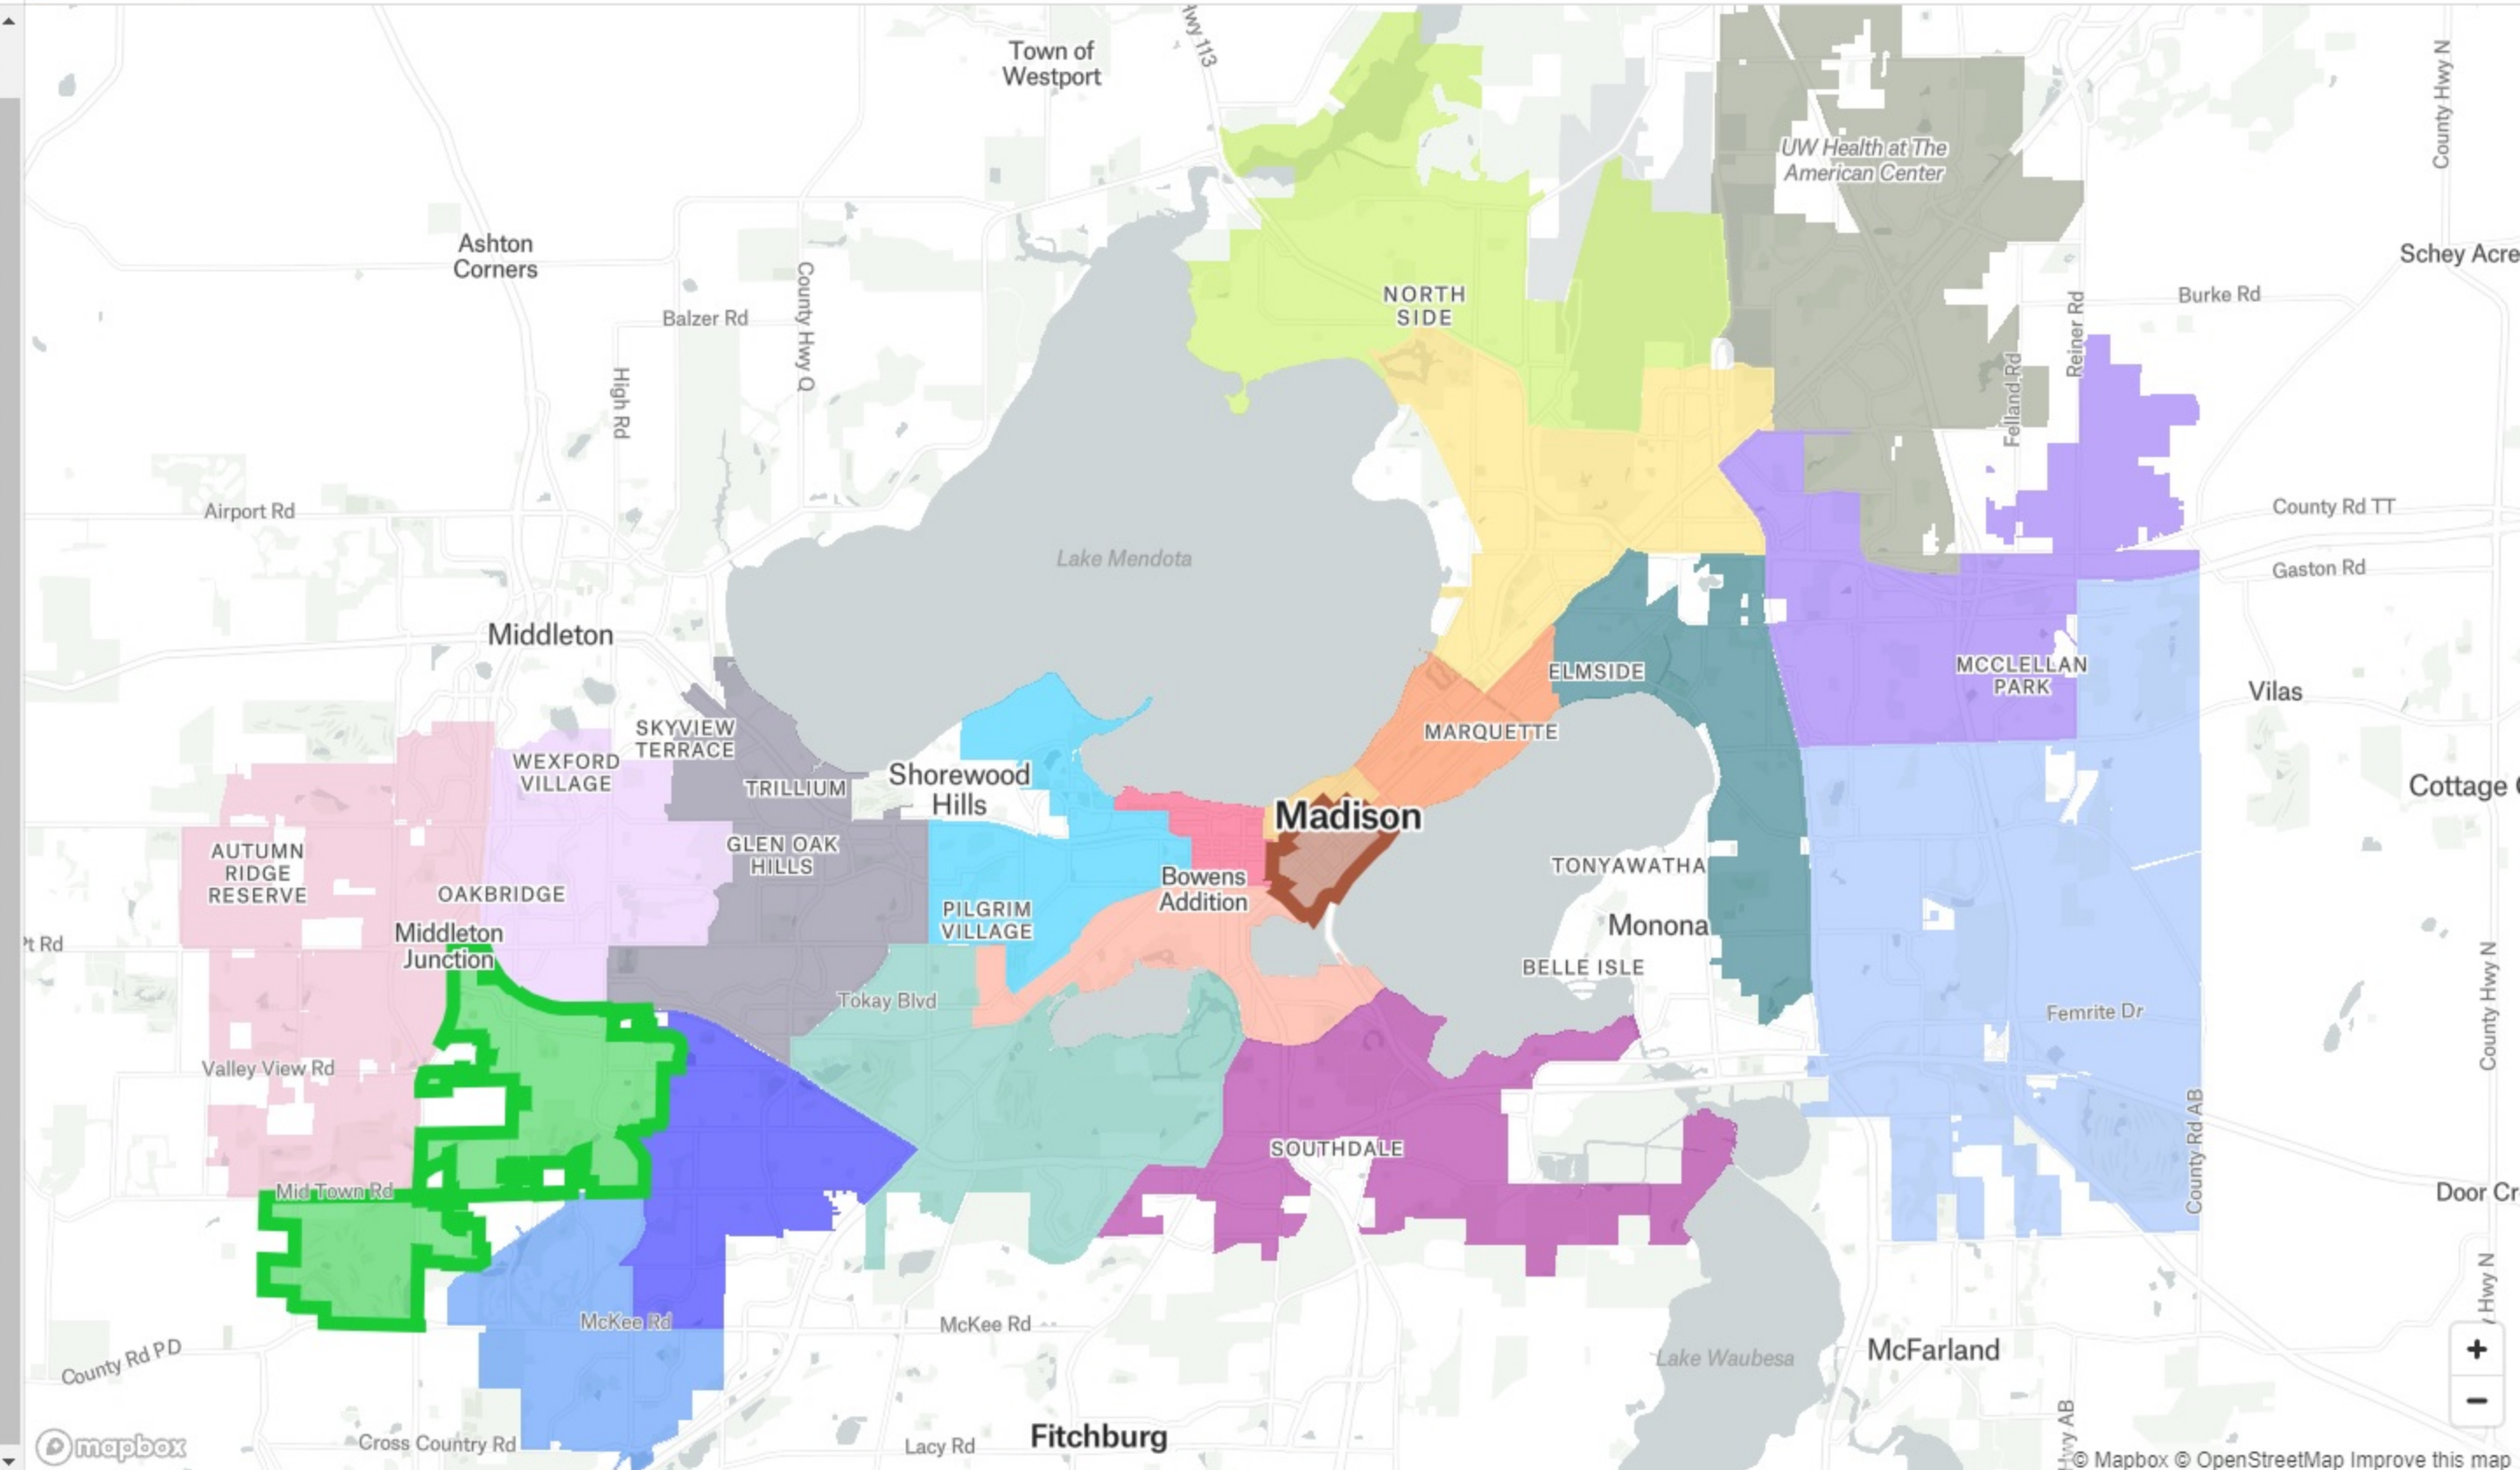 Town of
Westport
Hwy 113
County Hwy N
UW Health at The
American Center
Ashton
Corners
Schey Acre
Balzer Rd
County Hwy Q
NORTH
SIDE
Reiner Rd
Burke Rd
High Rd
Felland Rd
Airport Rd
County Rd TT
Lake Mendota
Gaston Rd
Middleton
ELMSIDE
MCCLELLAN
PARK
Vilas
SKYVIEW
TERRACE
MARQUETTE
WEXFORD
VILLAGE
TRILLIUM
Shorewood
Hills
Cottage
Madison
AUTUMN
RIDGE
RESERVE
GLEN OAK
HILLS
TONYAWATHA
OAKBRIDGE
Bowens
Addition
PILGRIM
VILLAGE
Monona
Middleton
Junction
Pt Rd
BELLE ISLE
Tokay Blvd
Femrite Dr
County Hwy N
Valley View Rd
County Rd AB
SOUTHDALE
Mid Town Rd
Door Cr
Hwy N
McKee Rd
McKee Rd
County Rd PD
Lake Waubesa
McFarland
+
−
Hwy AB
mapbox
Cross Country Rd
Lacy Rd
Fitchburg
© Mapbox © OpenStreetMap Improve this map